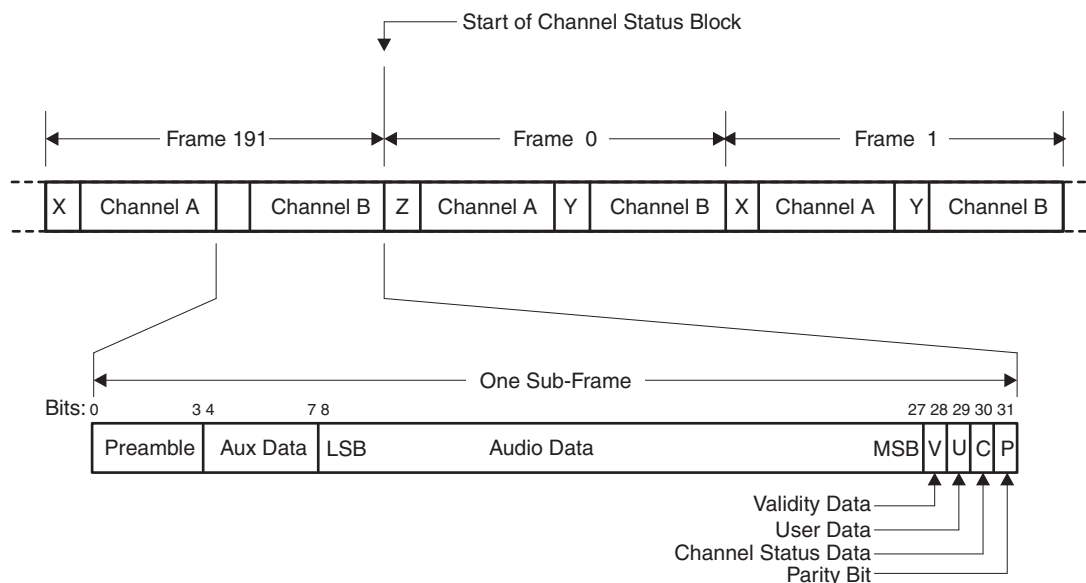 Start of Channel Status Block
Frame 191 Frame 0 Frame 1
X Channel A Channel B Z Channel A Y Channel B X Channel A Y Channel B
One Sub-Frame
Bits: 0 3 4 7 8 27 28 29 30 31
Preamble Aux Data LSB Audio Data MSB V U C P
Validity Data
User Data
Channel Status Data
Parity Bit